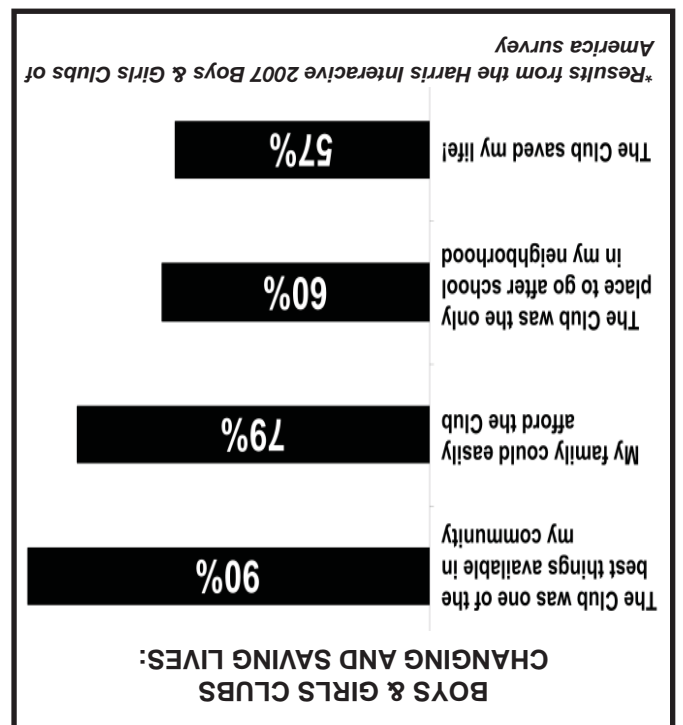 BOYS & GIRLS CLUBS
CHANGING AND SAVING LIVES:
The Club was one of the
best things available in
my community
90%
My family could easily
afford the Club
79%
The Club was the only
place to go after school
in my neighborhood
60%
The Club saved my life!
57%
*Results from the Harris Interacive 2007 Boys & Girls Clubs of
America survey